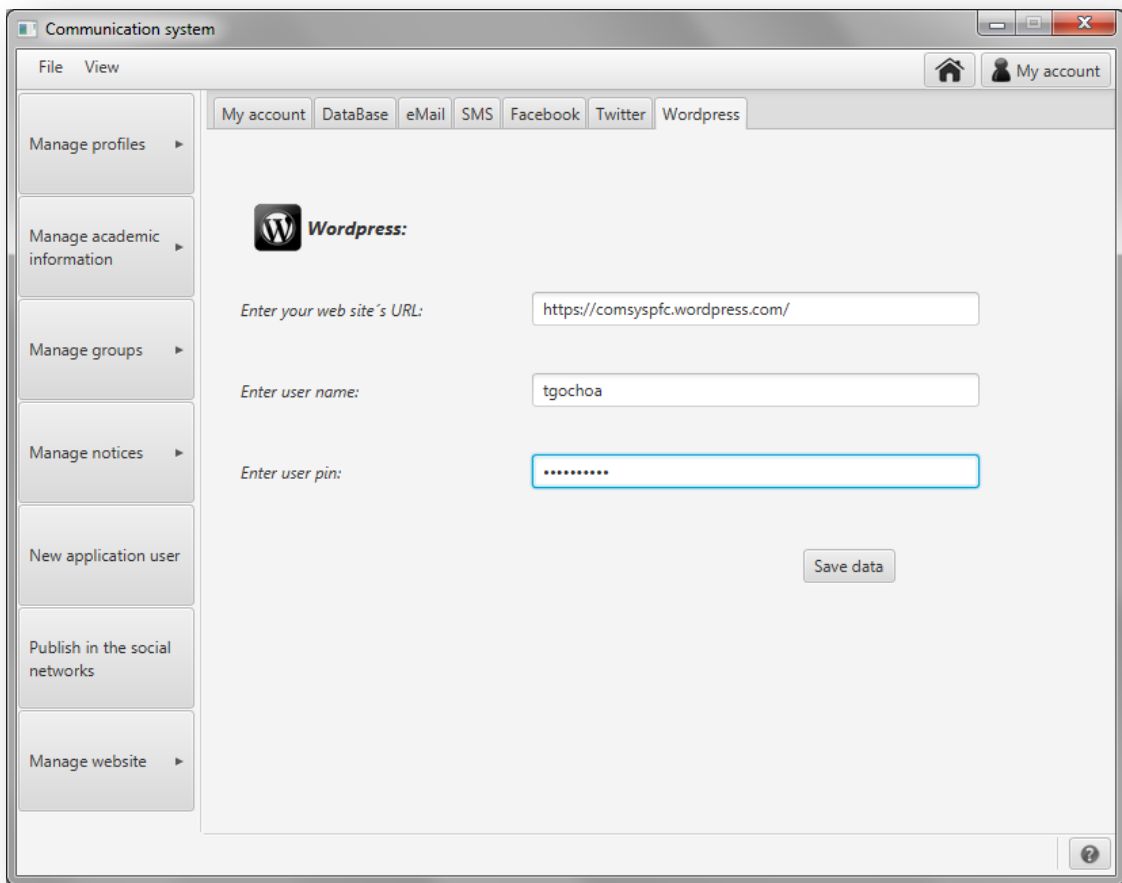 Communication system
File View
My account
Manage profiles
Manage academic
information
Manage groups
Manage notices
New application user
Publish in the social
networks
Manage website
My account DataBase eMail SMS Facebook Twitter Wordpress
Wordpress:
Enter your web site´s URL: https://comsyspfc.wordpress.com/
Enter user name: tgochoa
Enter user pin: ••••••••••
Save data